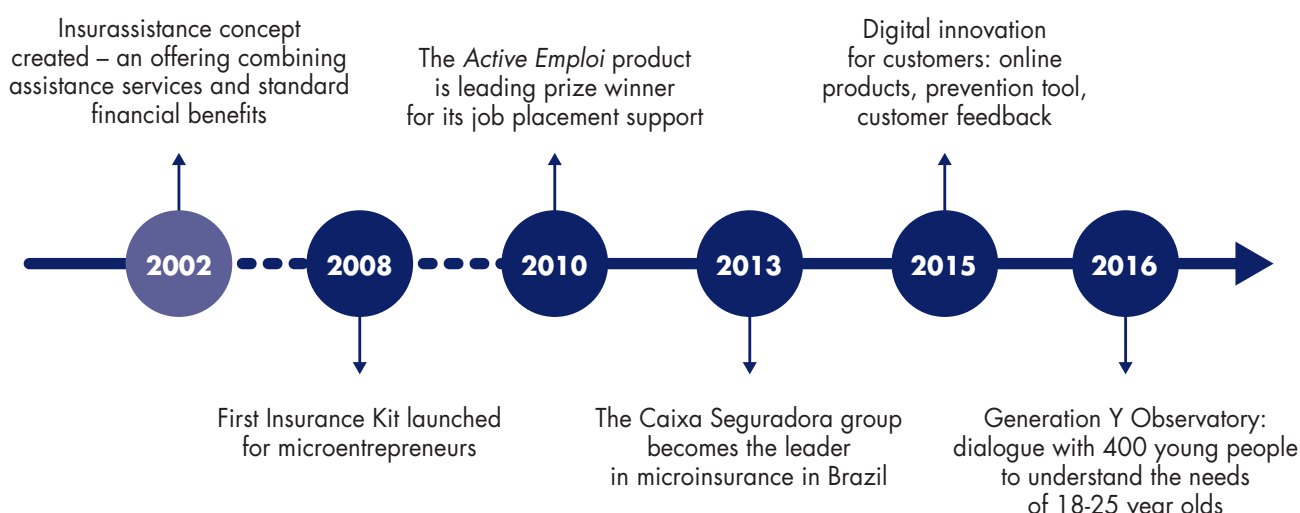 Insurassistance concept
created – an offering combining
assistance services and standard
financial benefits
The Active Emploi product
is leading prize winner
for its job placement support
Digital innovation
for customers: online
products, prevention tool,
customer feedback
2002
2008
2010
2013
2015
2016
First Insurance Kit launched
for microentrepreneurs
The Caixa Seguradora group
becomes the leader
in microinsurance in Brazil
Generation Y Observatory:
dialogue with 400 young people
to understand the needs
of 18-25 year olds